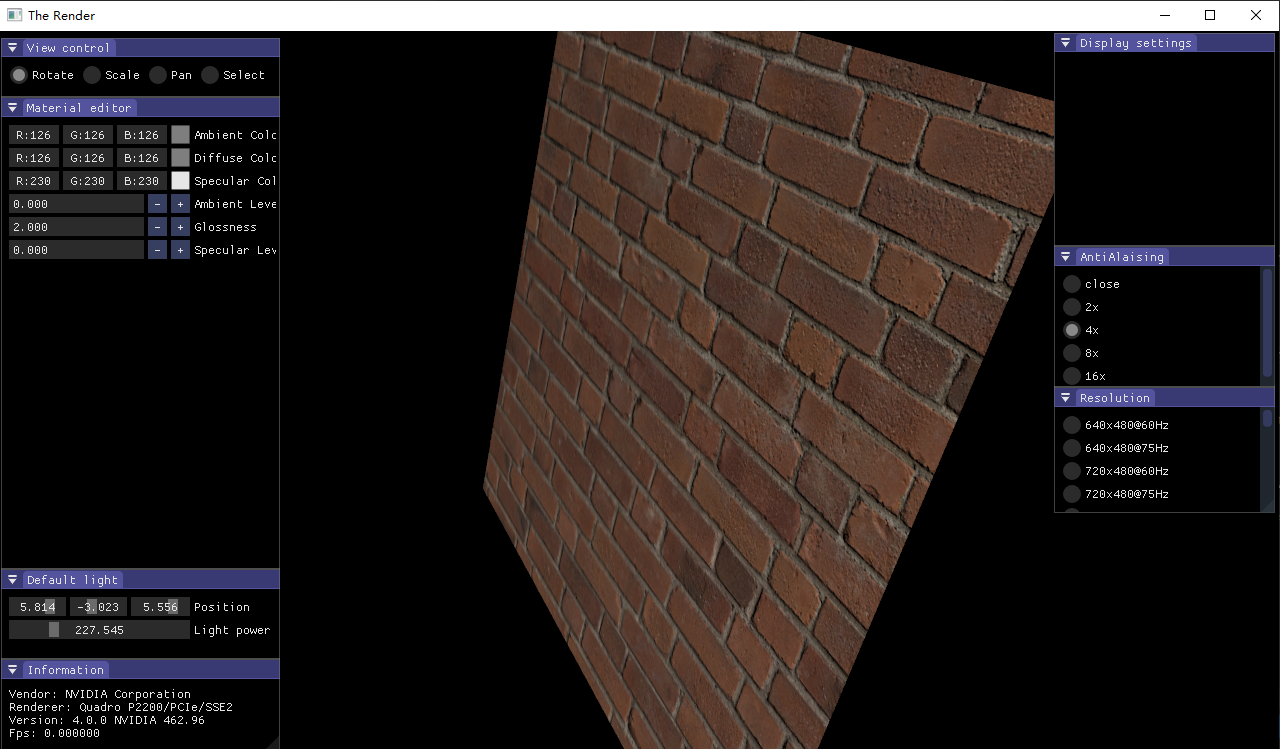 The Render
View control
Rotate Scale Pan Select
Material editor
R:126 G:126 B:126 Ambient Colo
R:126 G:126 B:126 Diffuse Colo
R:230 G:230 B:230 Specular Col
0.000 - + Ambient Leve
2.000 - + Glossness
0.000 - + Specular Lev
Default light
5.814 -3.023 5.556 Position
227.545 Light power
Information
Vendor: NVIDIA Corporation
Renderer: Quadro P2200/PCIe/SSE2
Version: 4.0.0 NVIDIA 462.96
Fps: 0.000000
Display settings
AntiAlaising
close
2x
4x
8x
16x
Resolution
640x480@60Hz
640x480@75Hz
720x480@60Hz
720x480@75Hz